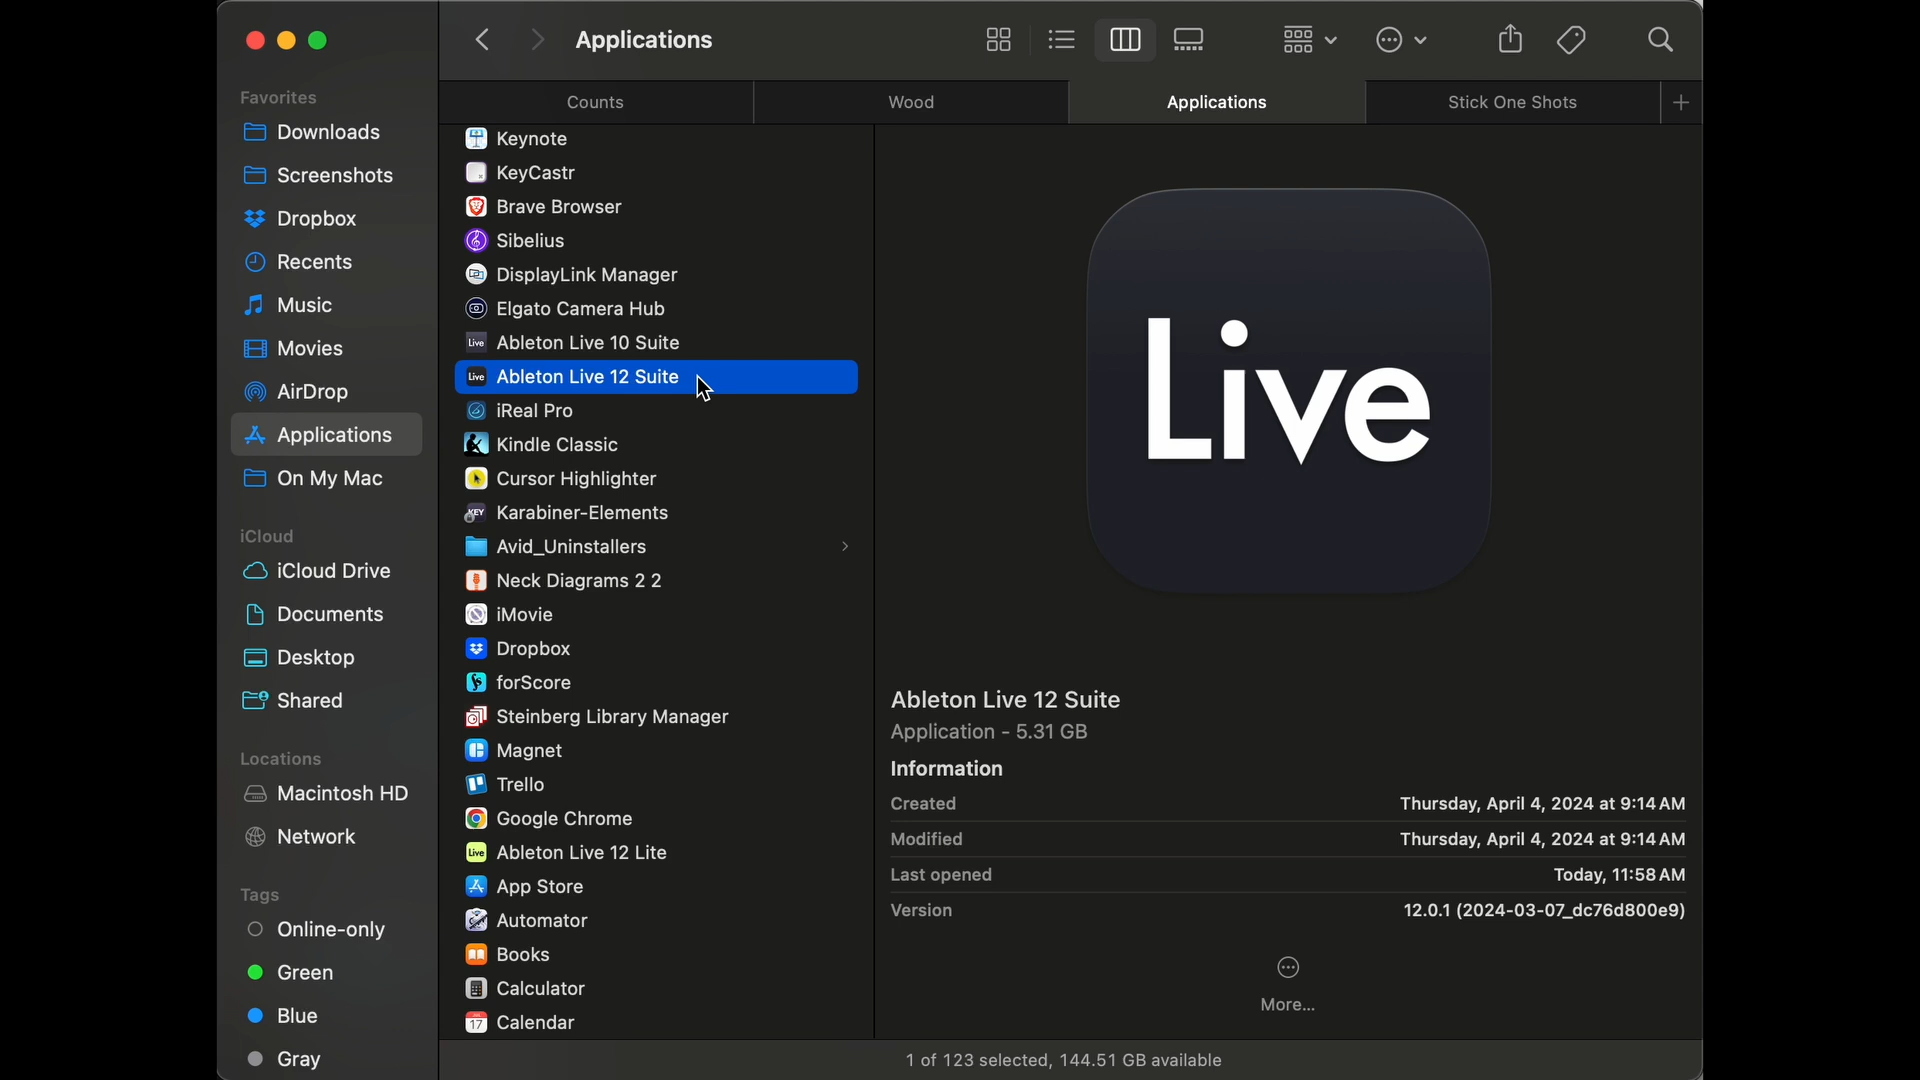 Applications
Counts
Wood
Applications
Stick One Shots
Favorites
Downloads
Screenshots
Dropbox
Recents
Music
Movies
AirDrop
Applications
On My Mac
iCloud
iCloud Drive
Documents
Desktop
Shared
Locations
Macintosh HD
Network
Tags
Online-only
Green
Blue
Gray
Keynote
KeyCastr
Brave Browser
Sibelius
DisplayLink Manager
Elgato Camera Hub
Live Ableton Live 10 Suite
Live Ableton Live 12 Suite
iReal Pro
Kindle Classic
Cursor Highlighter
KEY Karabiner-Elements
Avid_Uninstallers
Neck Diagrams 2 2
iMovie
Dropbox
forScore
Steinberg Library Manager
Magnet
Trello
Google Chrome
Live Ableton Live 12 Lite
App Store
Automator
Books
Calculator
17 Calendar
Live
Ableton Live 12 Suite
Application - 5.31 GB
Information
Created Thursday, April 4, 2024 at 9:14 AM
Modified Thursday, April 4, 2024 at 9:14 AM
Last opened Today, 11:58 AM
Version 12.0.1 (2024-03-07_dc76d800e9)
More...
1 of 123 selected, 144.51 GB available